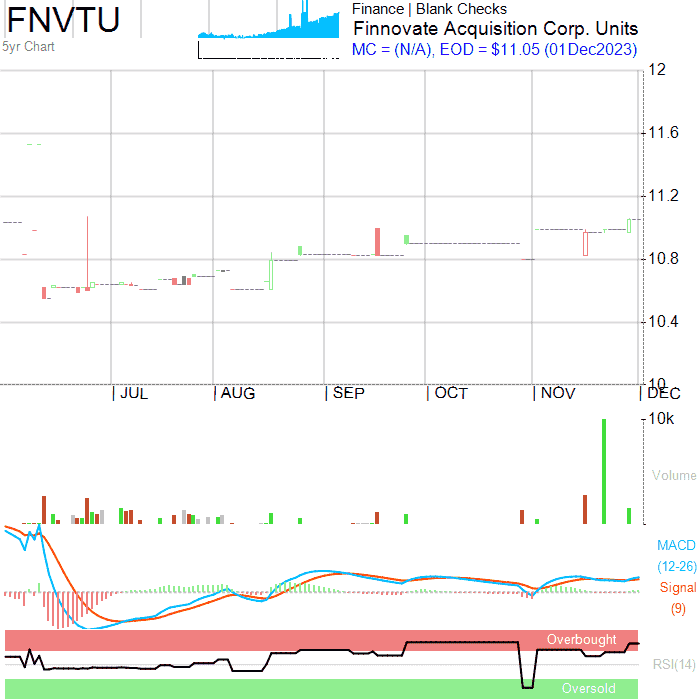 FNVTU
5yr Chart
Finance | Blank Checks
Finnovate Acquisition Corp. Units
MC = (N/A), EOD = $11.05 (01Dec2023)
12
11.6
11.2
10.8
10.4
10
JUL
AUG
SEP
OCT
NOV
DEC
10k
Volume
MACD
(12-26)
Signal
(9)
Overbought
RSI(14)
Oversold